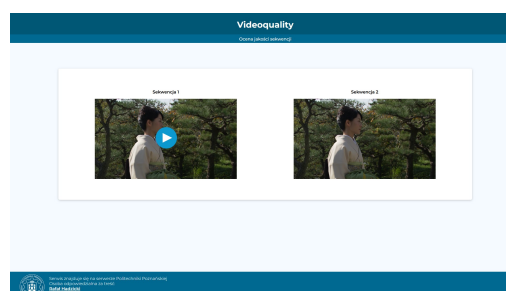 Videoquality
Ocena jakości sekwencji
Sekwencja 1
Sekwencja 2
Serwis znajduje się na serwerze Politechniki Poznańskiej
Osoba odpowiedzialna za treść:
Rafał Hadzicki